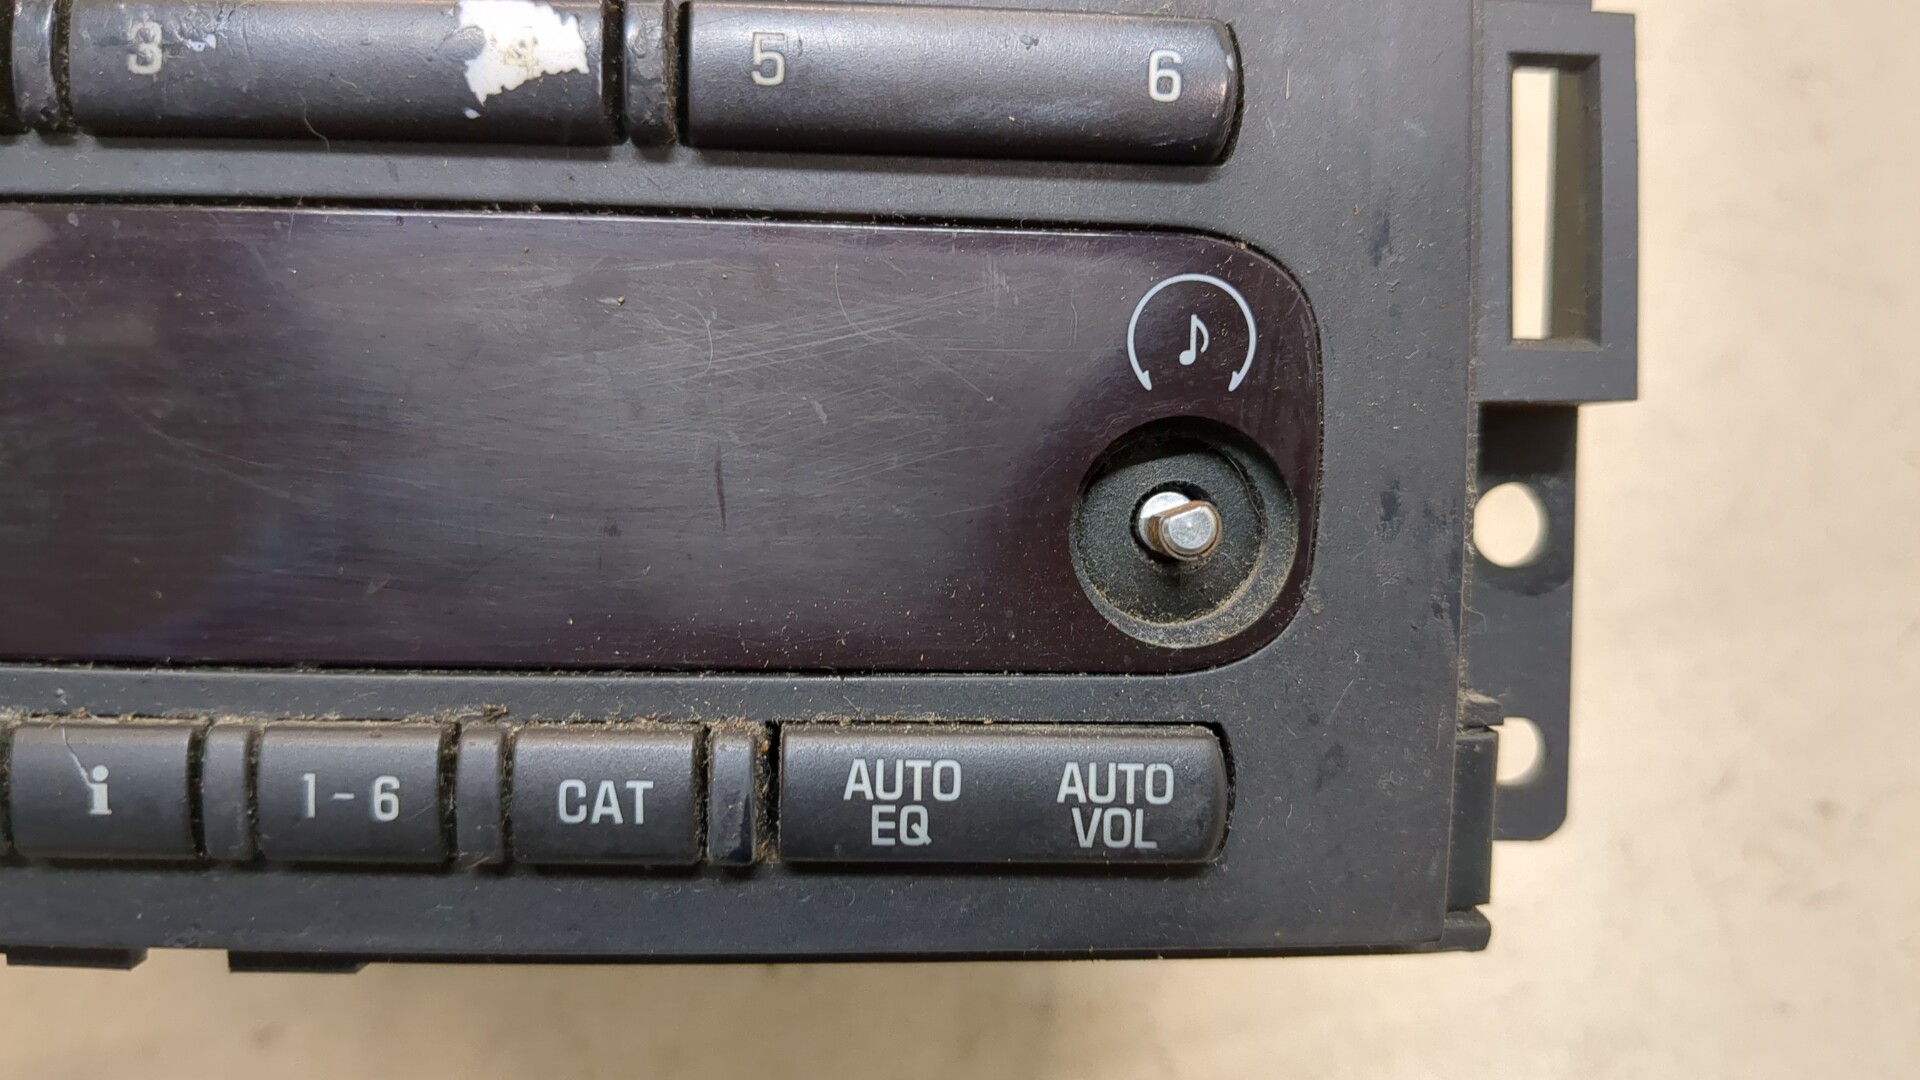 3
5 6
i 1-6 CAT AUTO EQ AUTO VOL